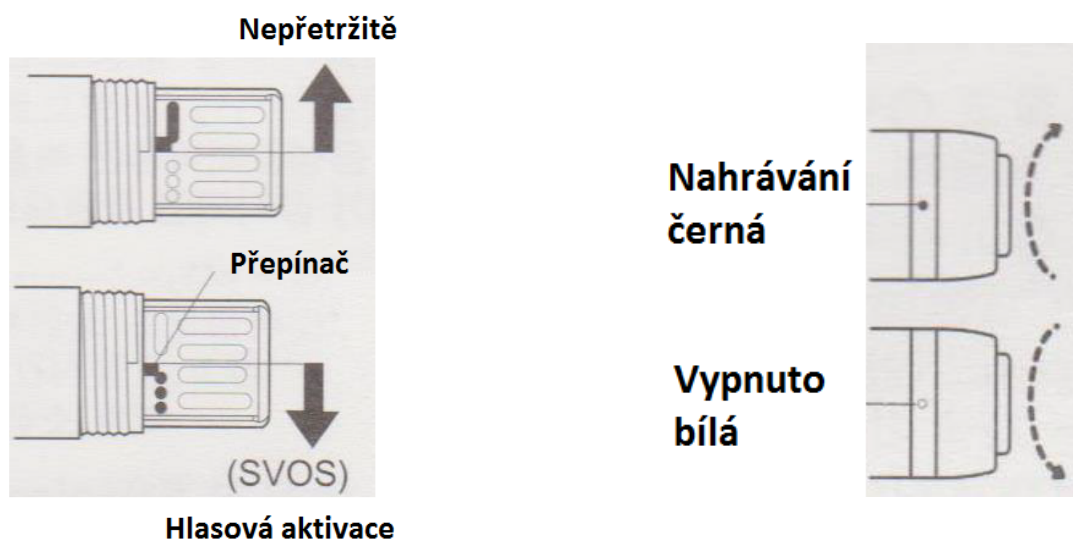 Nepřetržitě
Přepínač
(SVOS)
Hlasová aktivace
Nahrávání
černá
Vypnuto
bílá